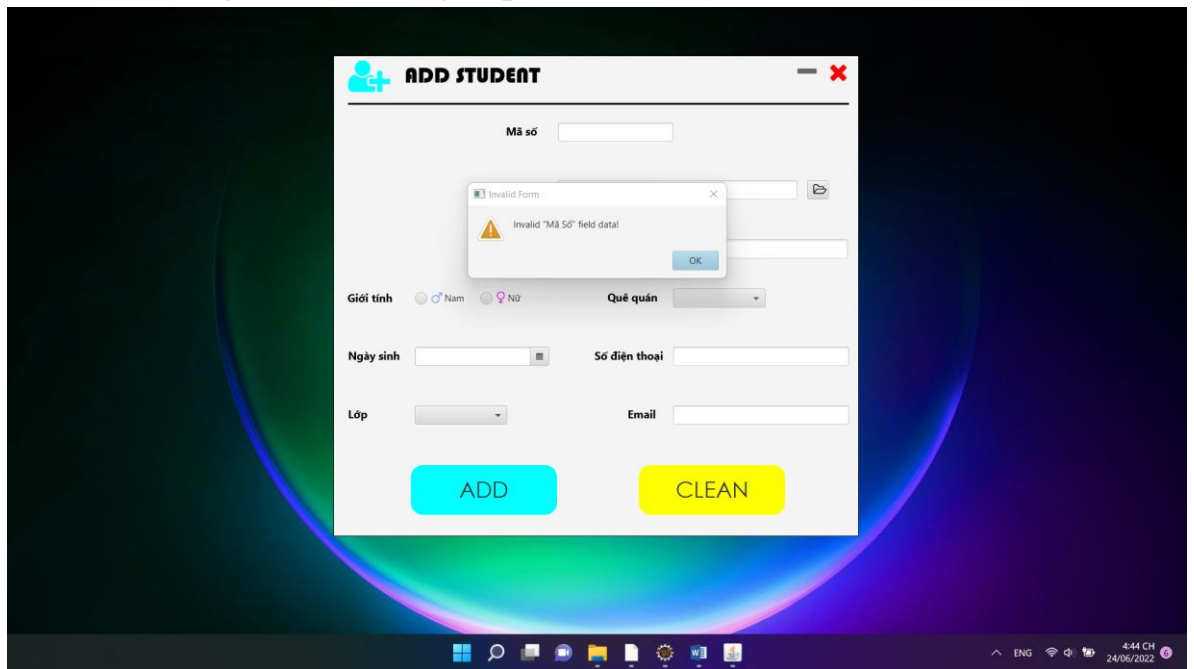 ADD STUDENT
Mã số
Invalid Form
Invalid "Mã Số" field data!
OK
Giới tính Nam Nữ Quê quán
Ngày sinh Số điện thoại
Lớp Email
ADD CLEAN
ENG 4:44 CH 6
24/06/2022